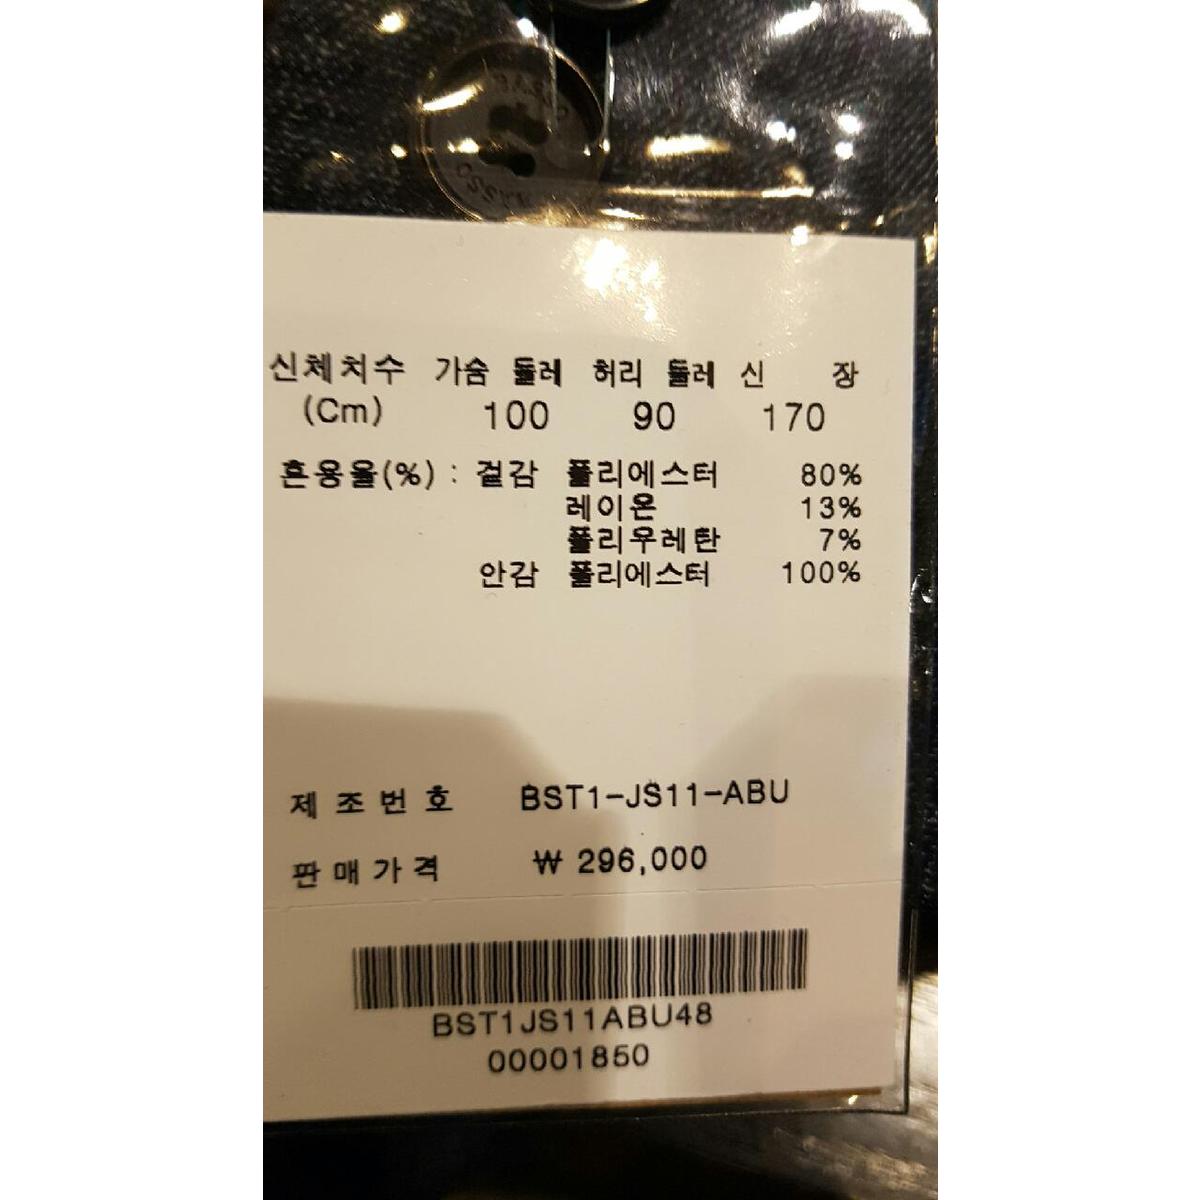 신체치수 가슴 둘레 허리 둘레 신 장
(Cm) 100 90 170
혼용율(%) : 겉감 폴리에스터 80%
레이온 13%
폴리우레탄 7%
안감 폴리에스터 100%
제조번호 BST1-JS11-ABU
판매가격 ₩ 296,000
BST1JS11ABU48
00001850